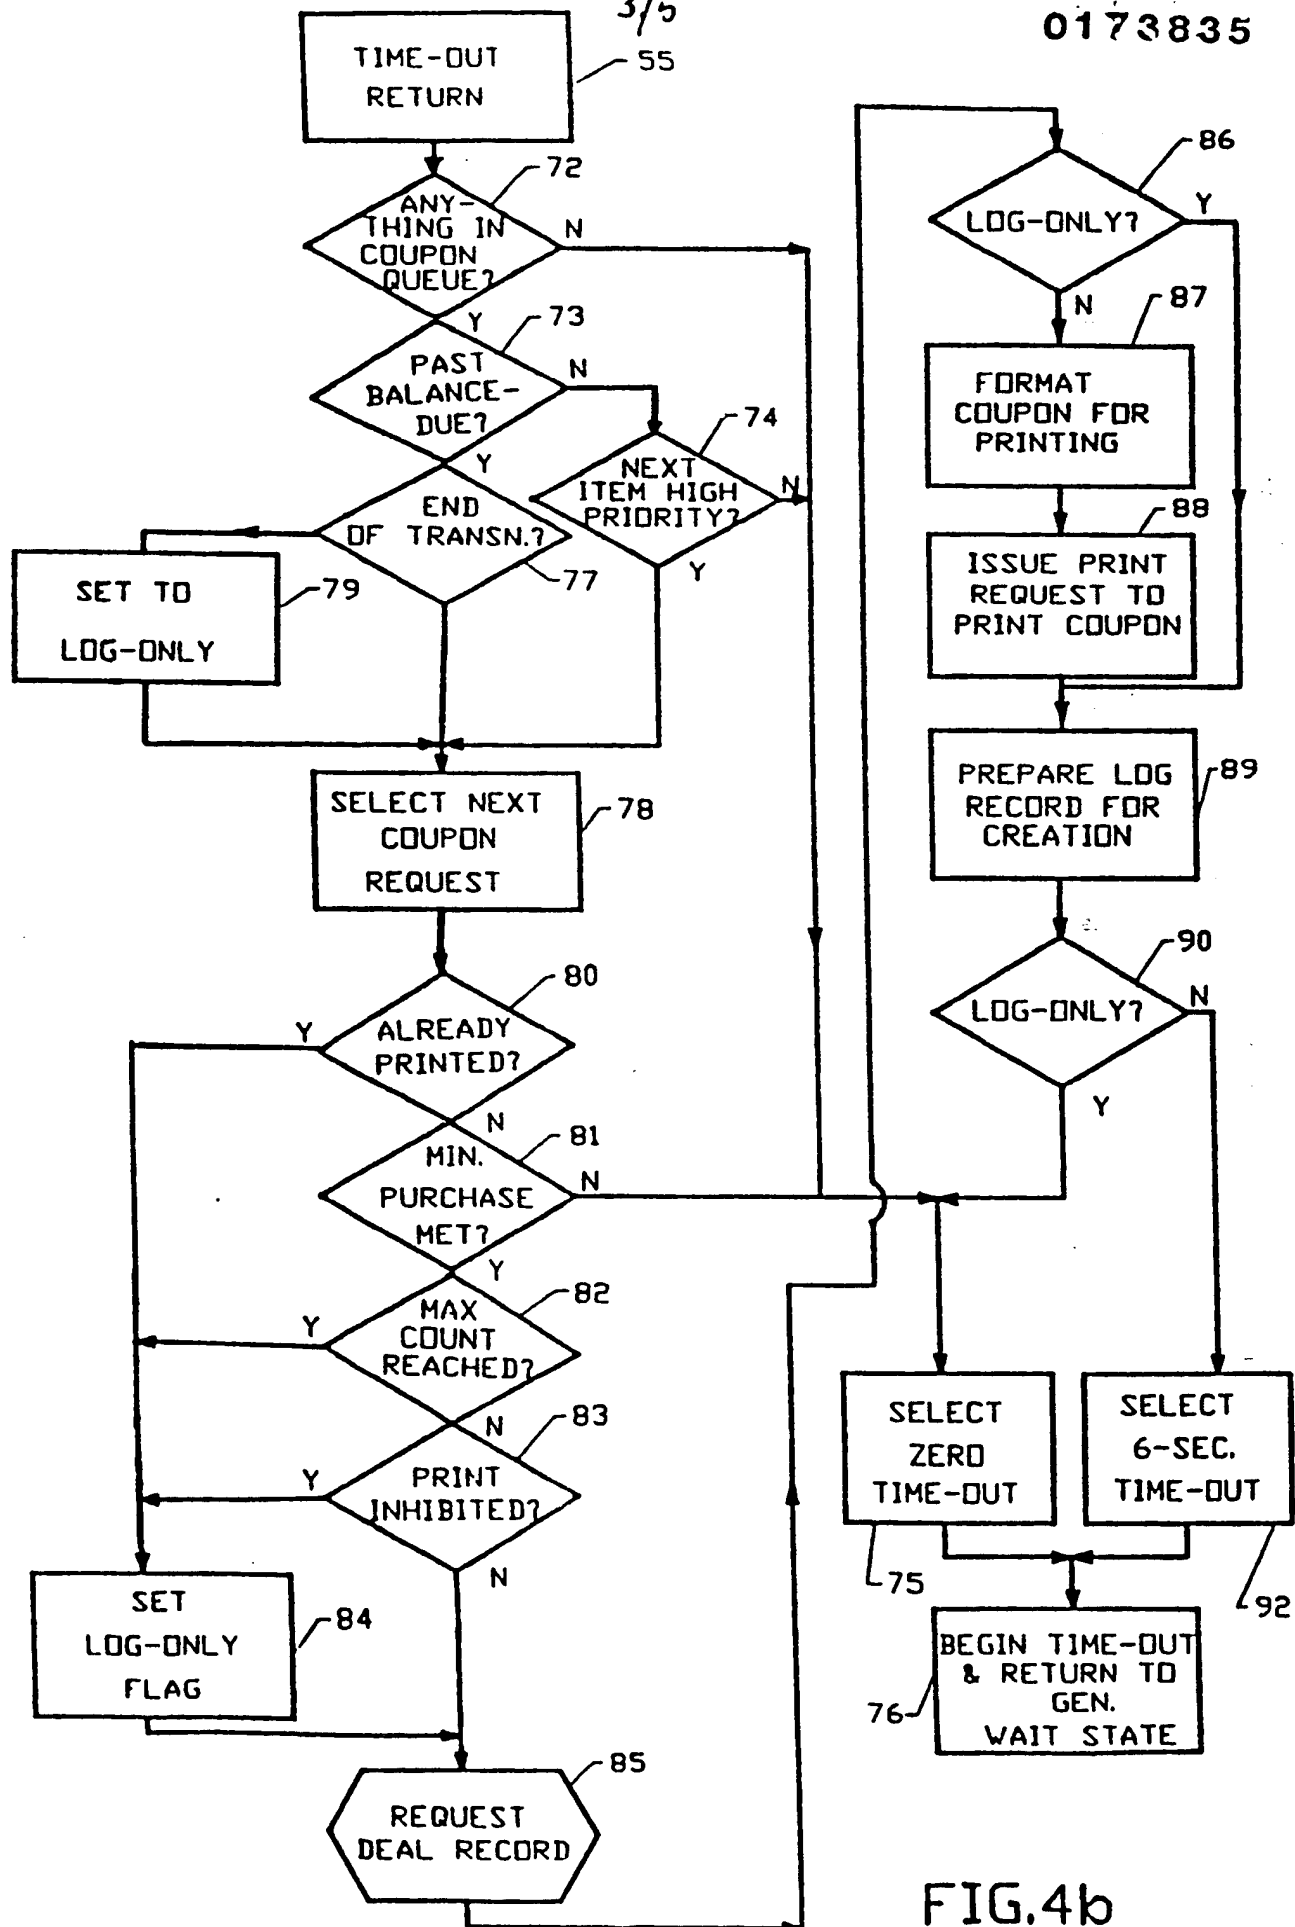 3/5
0173835
TIME-OUT
RETURN
55
72
ANY-
THING IN
COUPON
QUEUE?
N
Y
73
PAST
BALANCE-
DUE?
N
Y
74
NEXT
ITEM HIGH
PRIORITY?
N
Y
END
OF TRANSN.?
77
SET TO
LOG-ONLY
79
SELECT NEXT
COUPON
REQUEST
78
80
ALREADY
PRINTED?
Y
N
81
MIN.
PURCHASE
MET?
N
Y
82
MAX
COUNT
REACHED?
Y
N
83
PRINT
INHIBITED?
Y
N
SET
LOG-ONLY
FLAG
84
85
REQUEST
DEAL RECORD
86
LOG-ONLY?
Y
N
87
FORMAT
COUPON FOR
PRINTING
88
ISSUE PRINT
REQUEST TO
PRINT COUPON
PREPARE LOG
RECORD FOR
CREATION
89
90
LOG-ONLY?
N
Y
SELECT
ZERO
TIME-OUT
75
SELECT
6-SEC.
TIME-OUT
92
BEGIN TIME-OUT
& RETURN TO
GEN.
WAIT STATE
76
FIG.4b